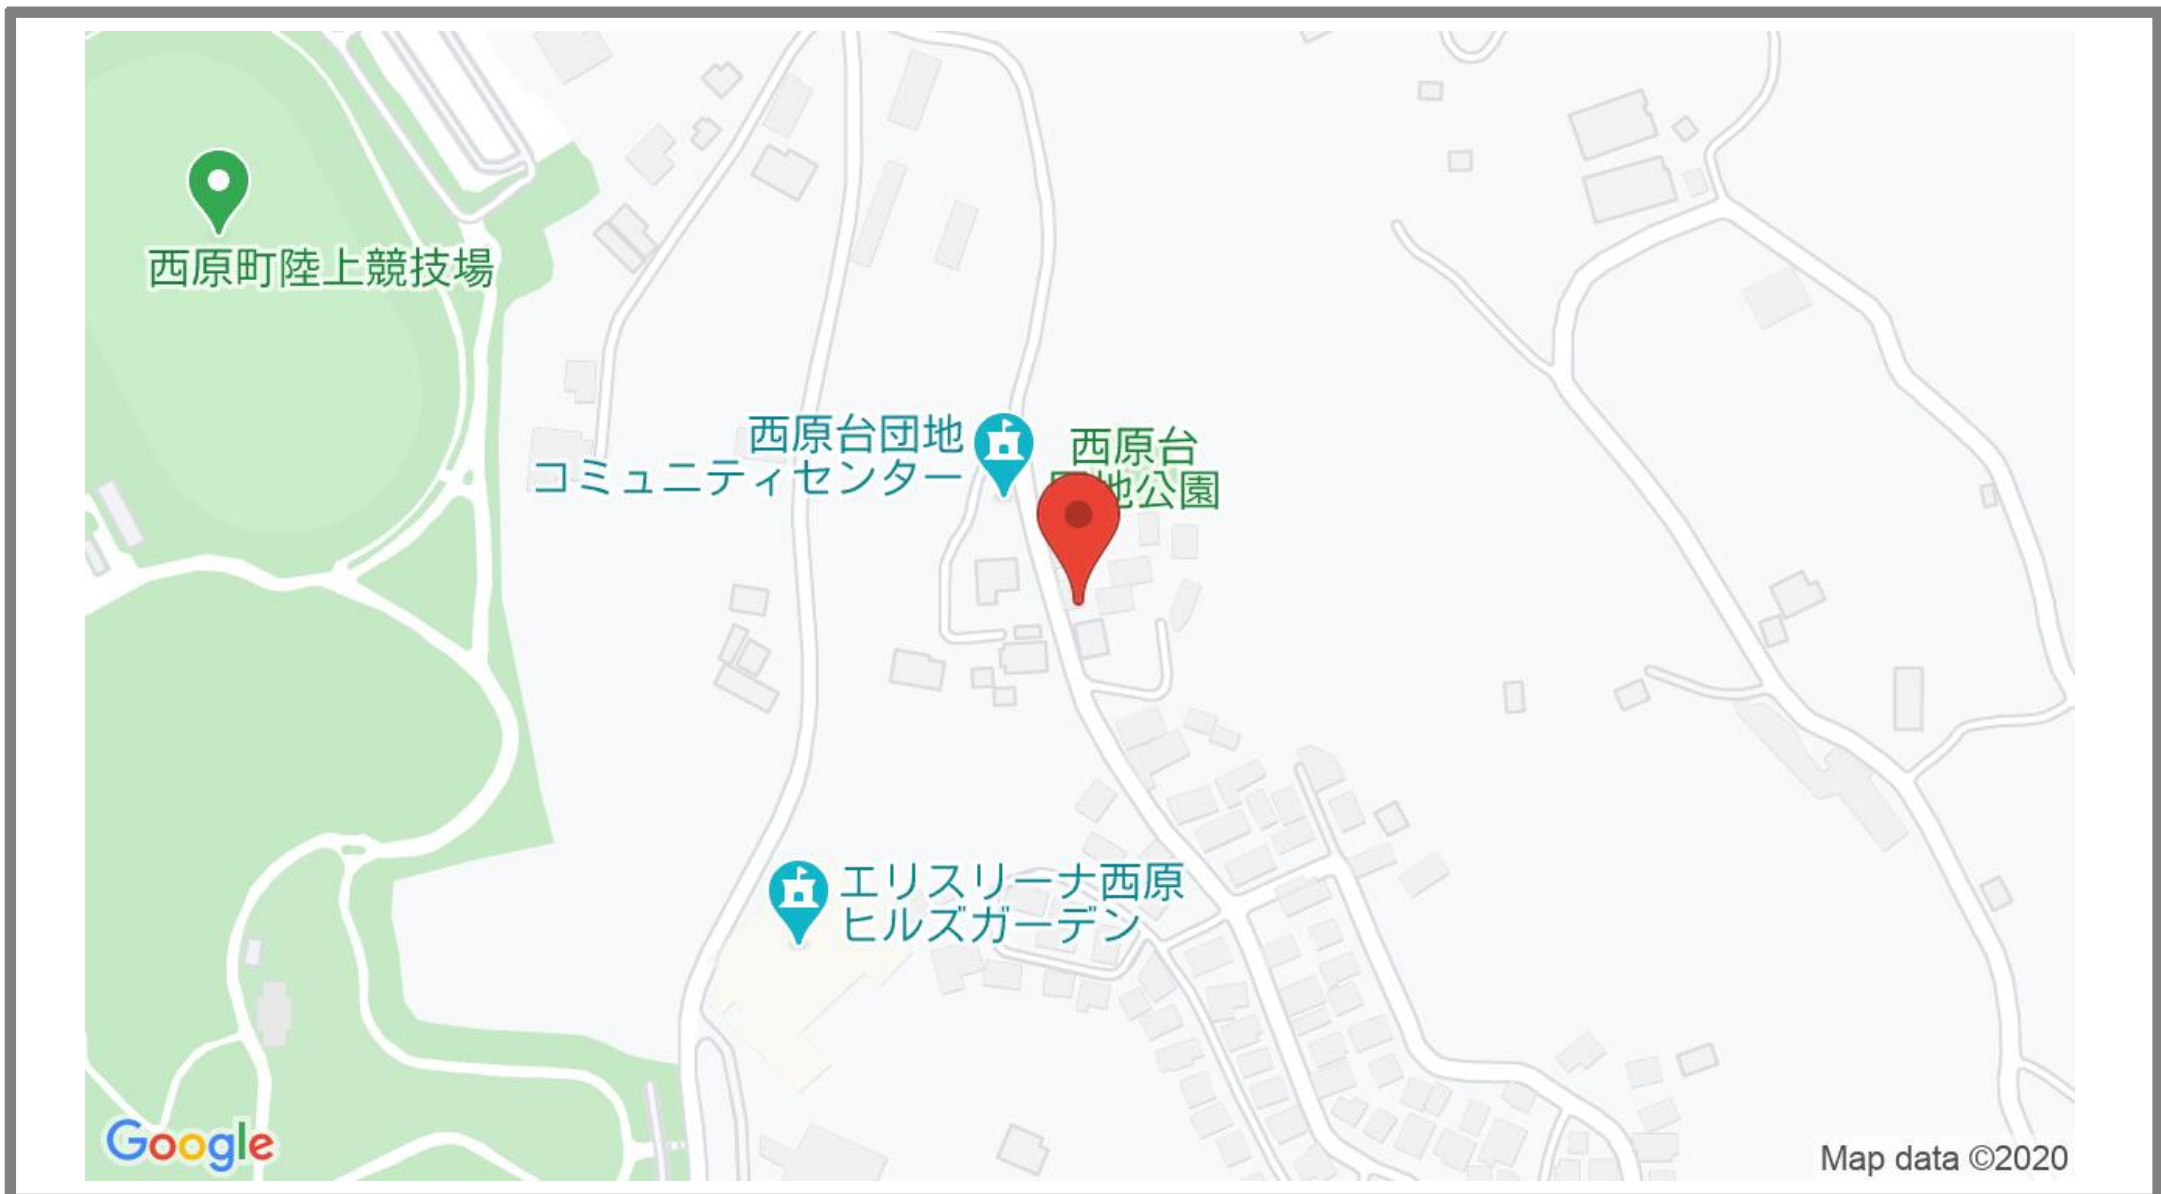 西原町陸上競技場
西原台団地
コミュニティセンター
西原台
地公園
エリスリーナ西原
ヒルズガーデン
Google
Map data ©2020